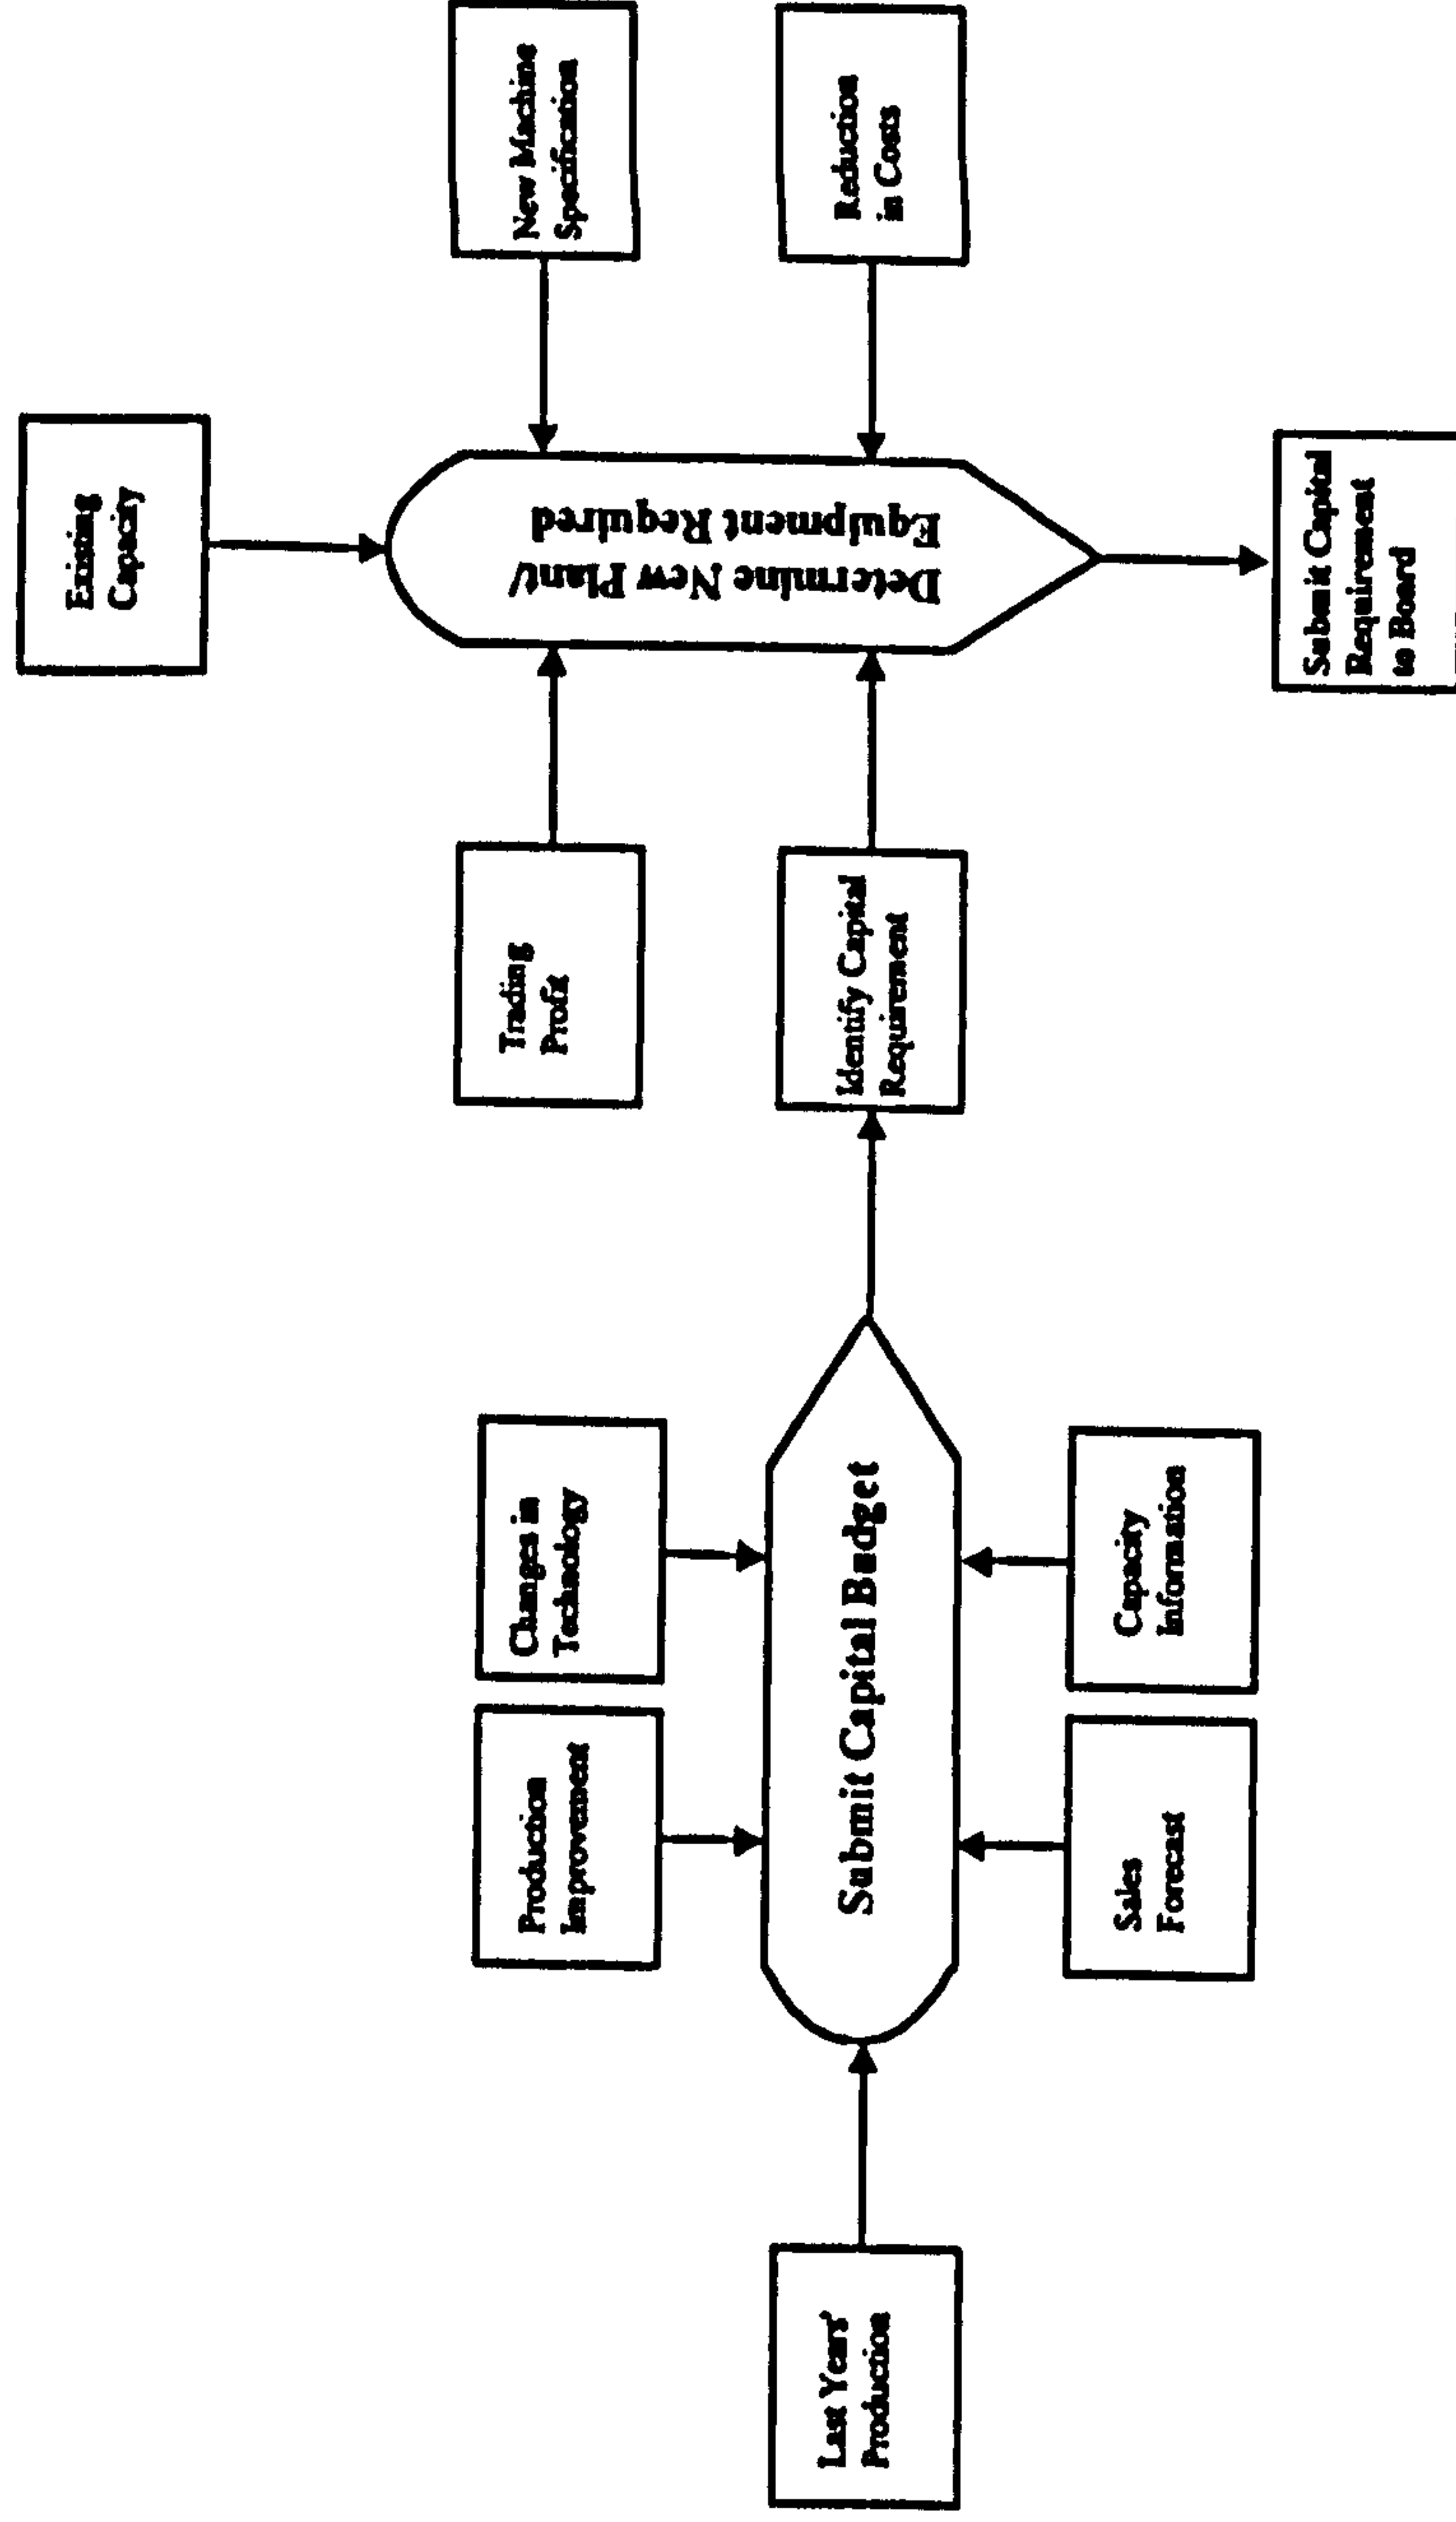 Last Years'
Production
Production
Improvement
Changes in
Technology
Submit Capital Budget
Sales
Forecast
Capacity
Information
Identify Capital
Requirement
Trading
Profit
Existing
Capacity
Determine New Plant/
Equipment Required
New Machine
Specification
Reduction
in Costs
Submit Capital
Requirement
to Board